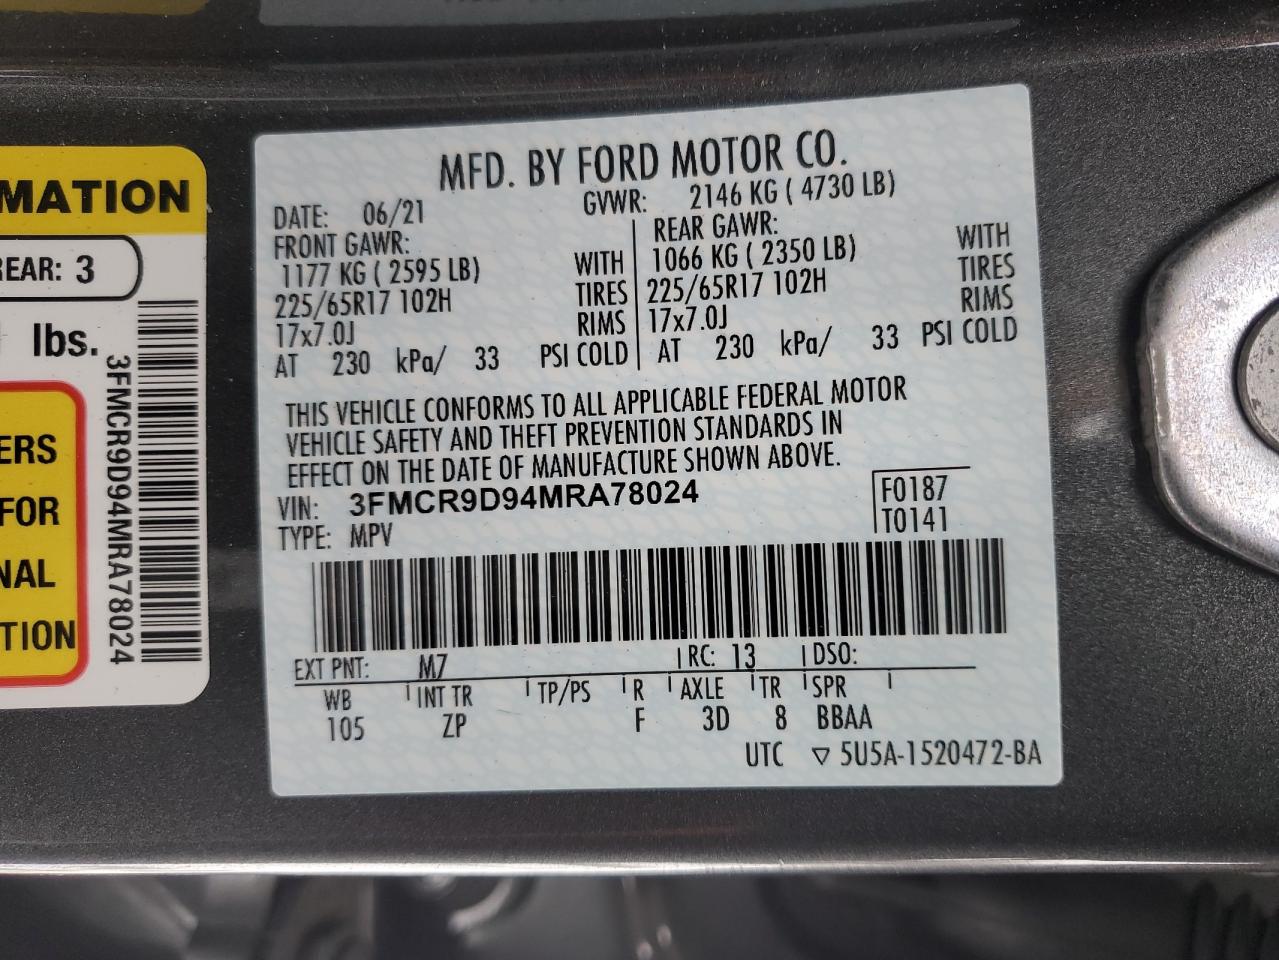 MATION
REAR: 3
lbs.
ERS
FOR
NAL
TION
3FMCR9D94MRA78024
MFD. BY FORD MOTOR CO.
DATE: 06/21 GVWR: 2146 KG ( 4730 LB)
FRONT GAWR: REAR GAWR:
1177 KG ( 2595 LB) WITH 1066 KG ( 2350 LB) WITH
225/65R17 102H TIRES 225/65R17 102H TIRES
17x7.0J RIMS 17x7.0J RIMS
AT 230 kPa/ 33 PSI COLD AT 230 kPa/ 33 PSI COLD
THIS VEHICLE CONFORMS TO ALL APPLICABLE FEDERAL MOTOR
VEHICLE SAFETY AND THEFT PREVENTION STANDARDS IN
EFFECT ON THE DATE OF MANUFACTURE SHOWN ABOVE.
VIN: 3FMCR9D94MRA78024 F0187
TYPE: MPV T0141
EXT PNT: M7 RC: 13 DSO:
WB INT TR TP/PS R AXLE TR SPR
105 ZP F 3D 8 BBAA
UTC ▽ 5U5A-1520472-BA